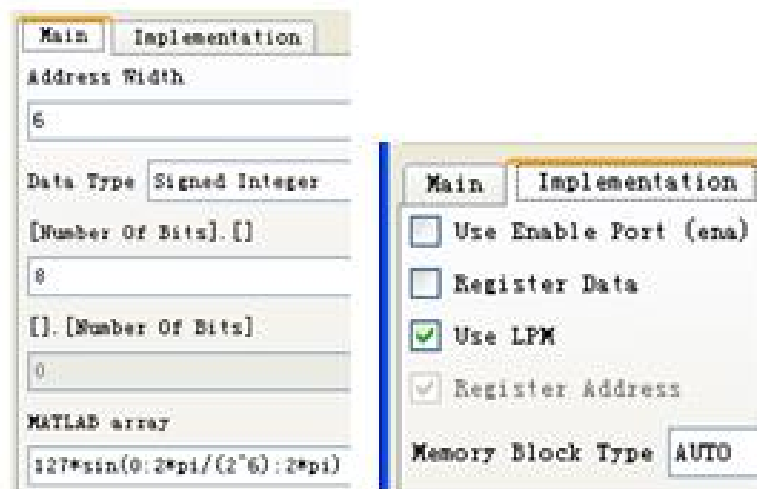 Main Implementation
Address Width
6
Data Type Signed Integer
[Number Of Bits].[]
8
[].[Number Of Bits]
0
MATLAB array
127*sin(0:2*pi/(2^6):2*pi)
Main Implementation
Use Enable Port (ena)
Register Data
Use LPM
Register Address
Memory Block Type AUTO